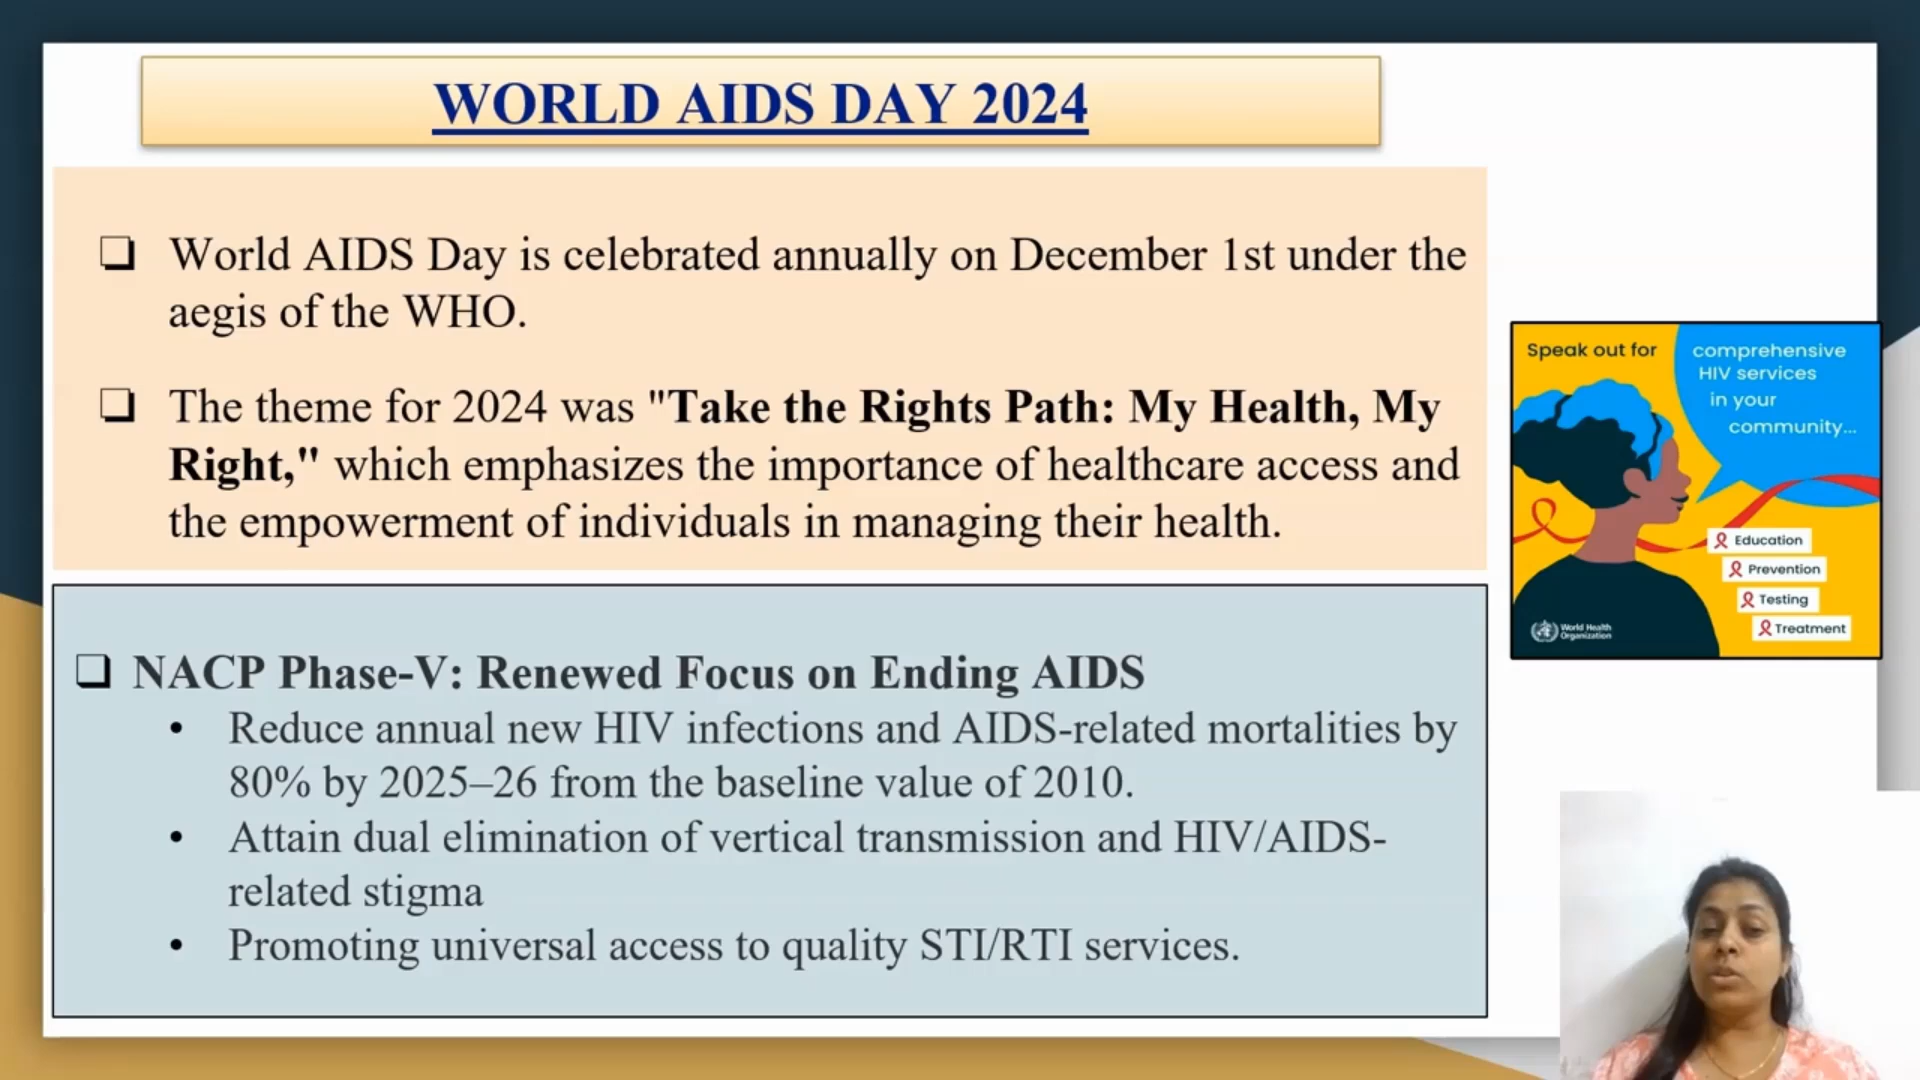 WORLD AIDS DAY 2024
❏ World AIDS Day is celebrated annually on December 1st under the
aegis of the WHO.
❏ The theme for 2024 was "Take the Rights Path: My Health, My
Right," which emphasizes the importance of healthcare access and
the empowerment of individuals in managing their health.
❏ NACP Phase-V: Renewed Focus on Ending AIDS
• Reduce annual new HIV infections and AIDS-related mortalities by
80% by 2025–26 from the baseline value of 2010.
• Attain dual elimination of vertical transmission and HIV/AIDS-
related stigma
• Promoting universal access to quality STI/RTI services.
Speak out for
comprehensive
HIV services
in your
community...
Education
Prevention
Testing
Treatment
World Health
Organization